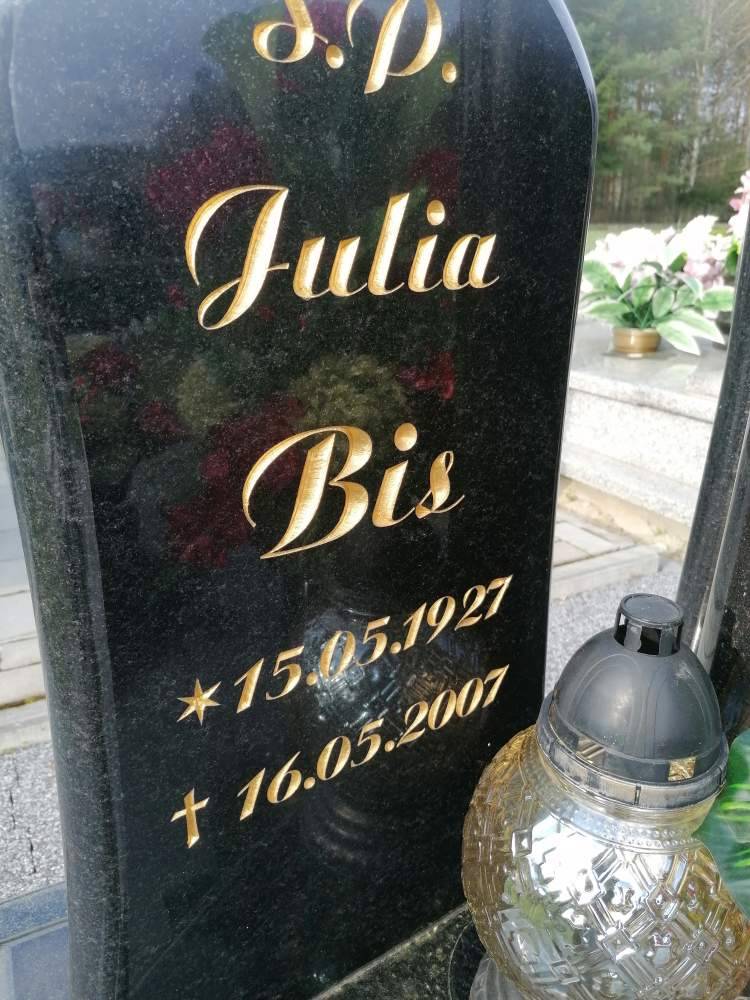 Ś.P.
Julia
Bis
* 15.05.1927
† 16.05.2007